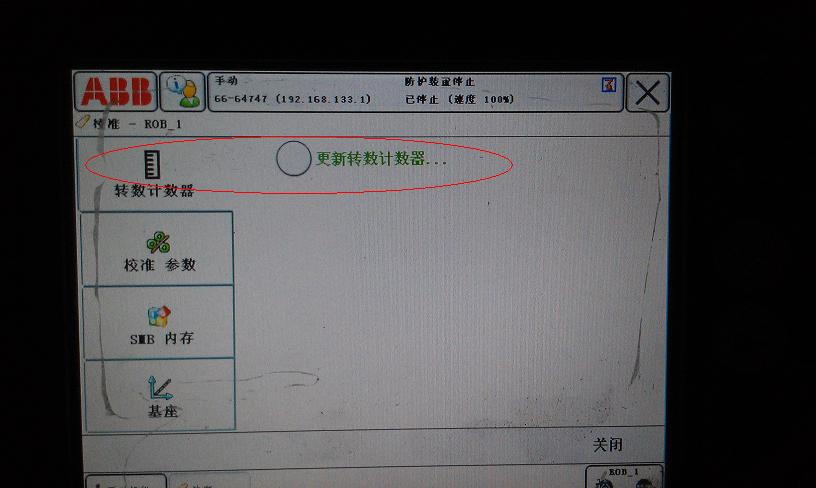 ABB
手动
防护装置停止
66-64747 (192.168.133.1)
已停止 (速度 100%)
校准 - ROB_1
更新转数计数器...
转数计数器
校准 参数
SMB 内存
基座
关闭
ROB_1